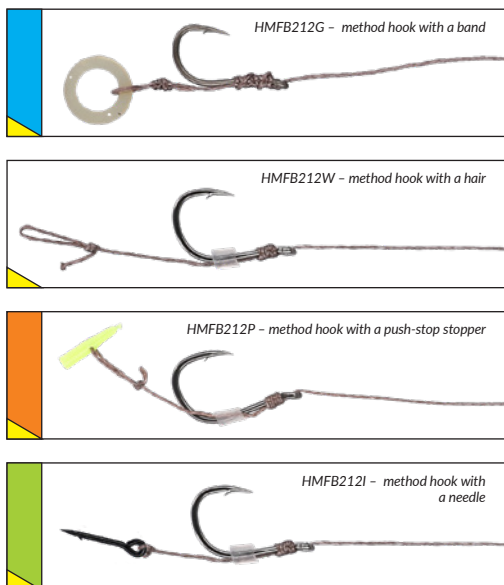 HMFB212G – method hook with a band
HMFB212W – method hook with a hair
HMFB212P – method hook with a push-stop stopper
HMFB212I – method hook with
a needle